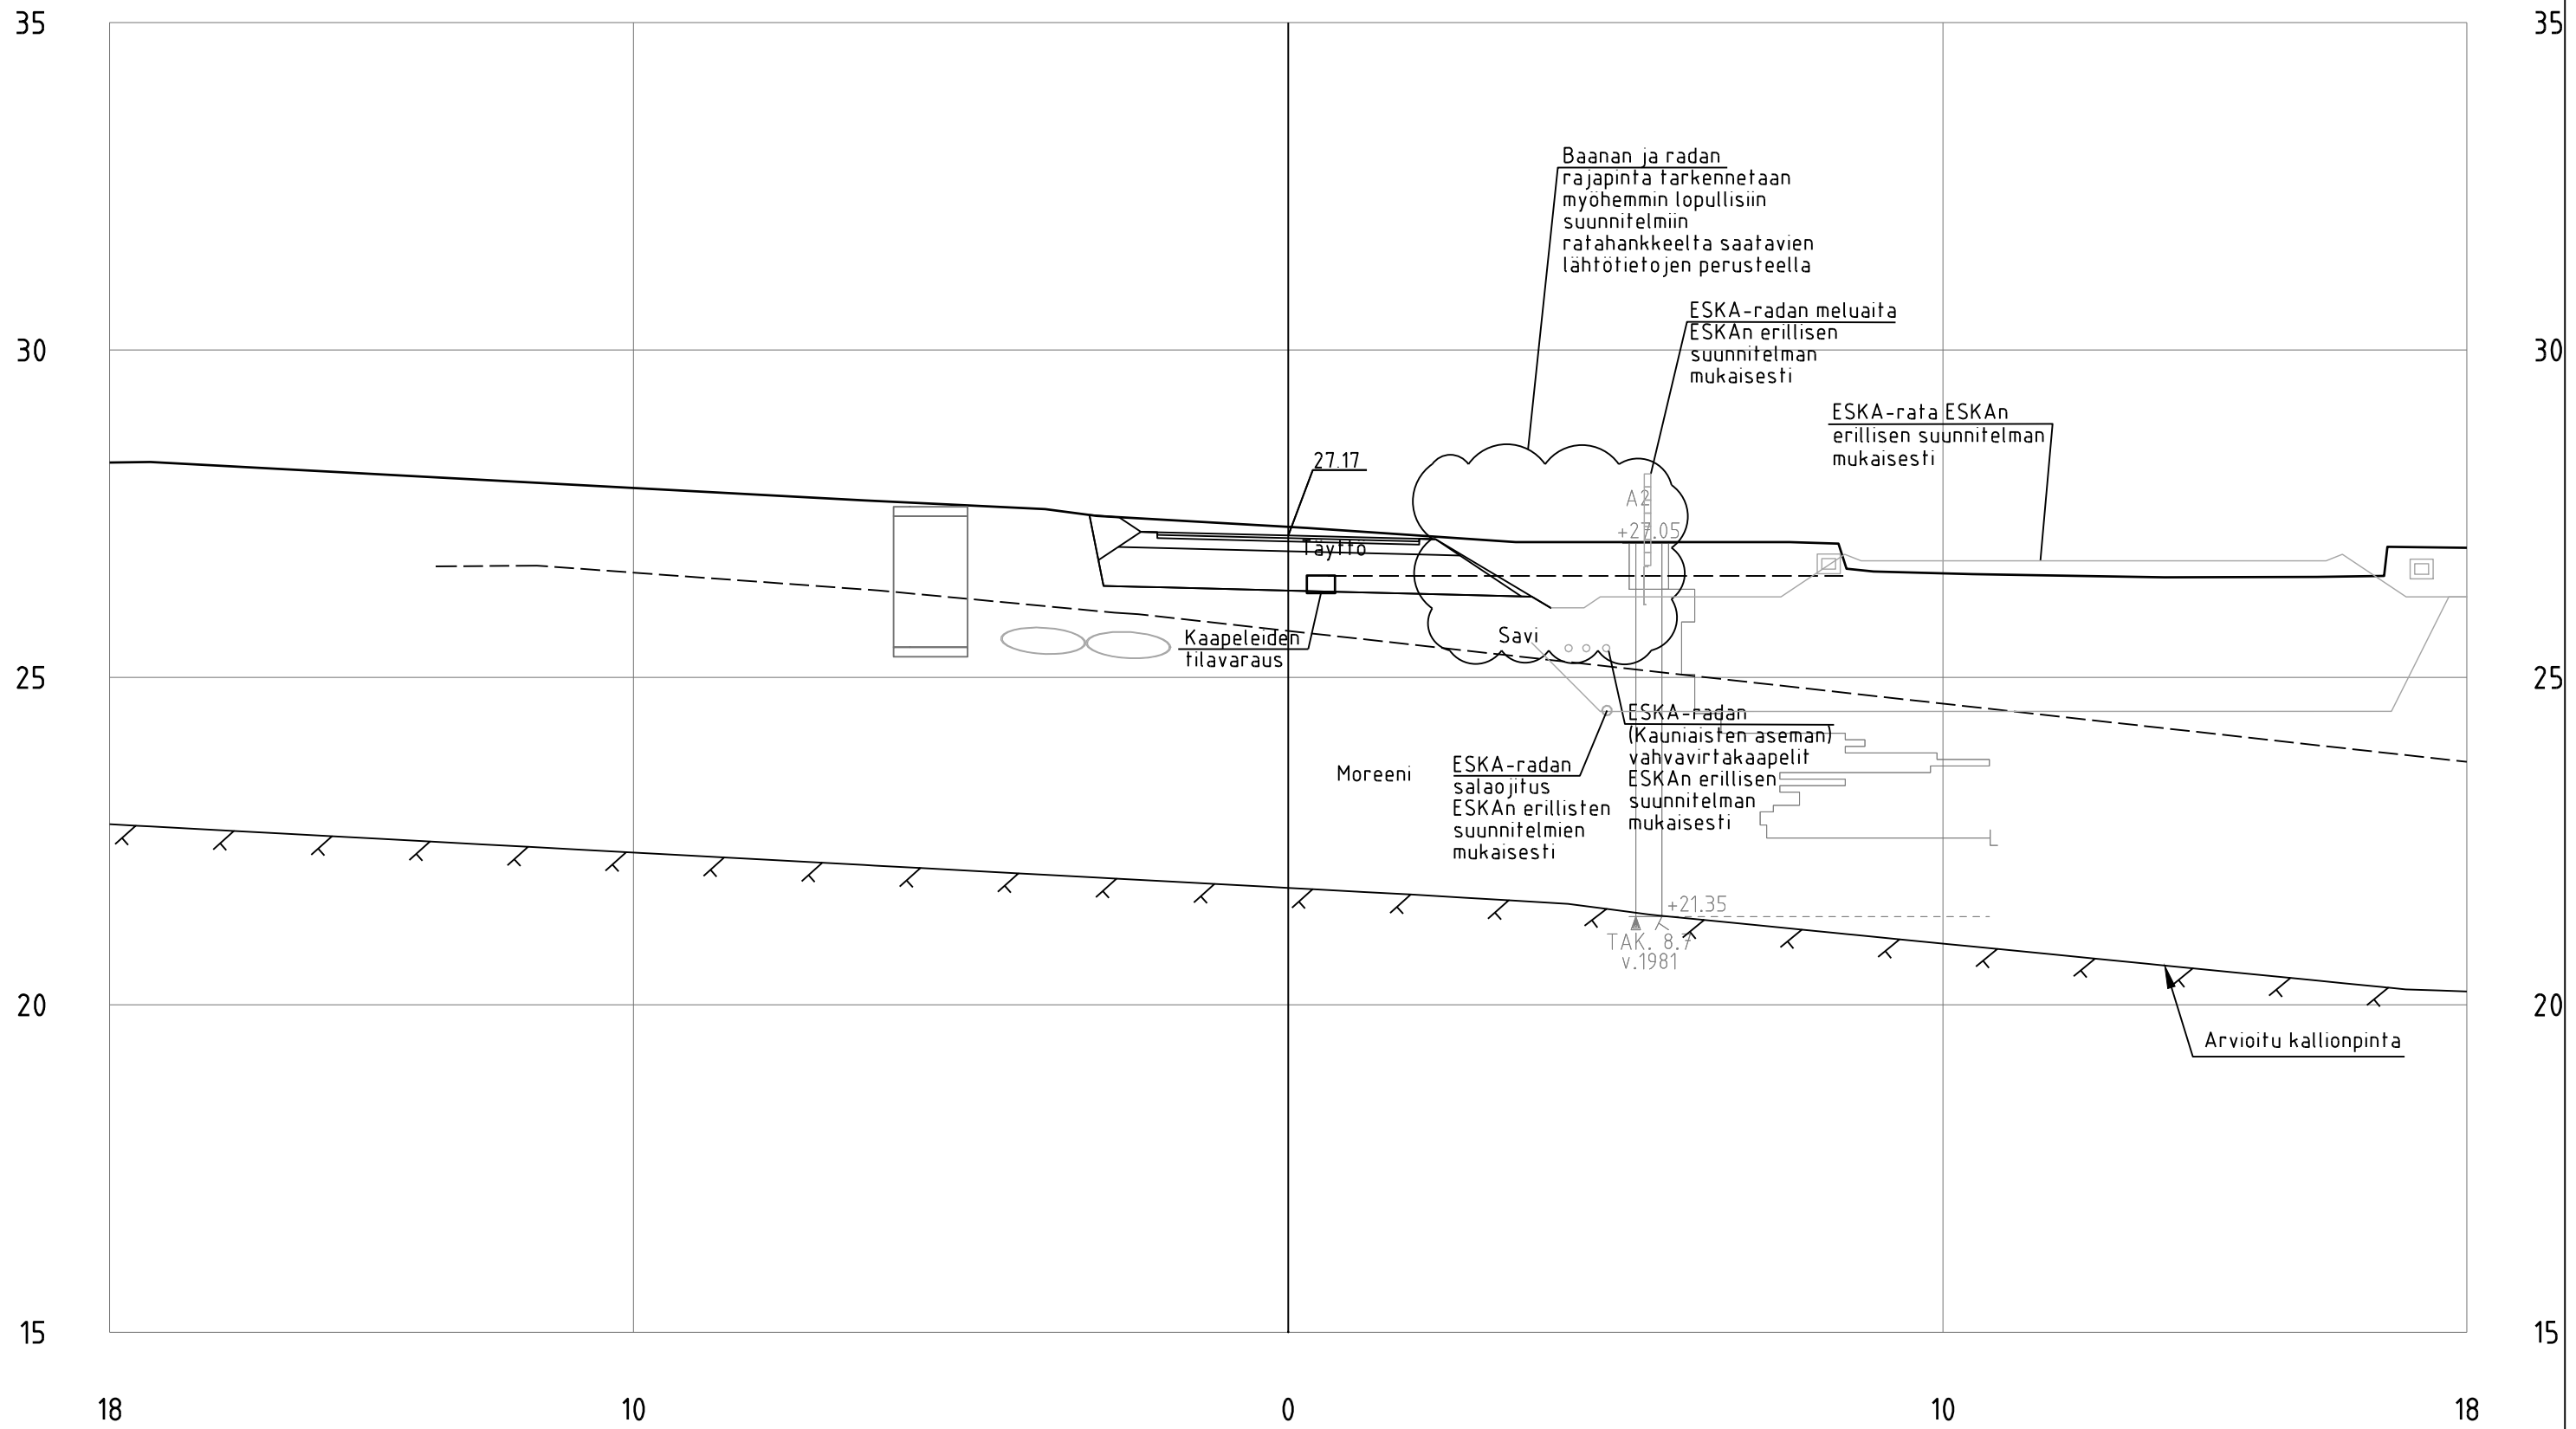 35
35
Baanan ja radan
rajapinta tarkennetaan
myöhemmin lopullisiin
suunnitelmiin
ratahankkeelta saatavien
lähtötietojen perusteella
ESKA-radan meluaita
ESKAn erillisen
suunnitelman
mukaisesti
30
30
ESKA-rata ESKAn
erillisen suunnitelman
mukaisesti
27.17
A2
+27.05
Täyttö
Savi
Kaapeleiden
tilavaraus
25
25
ESKA-radan
(Kauniaisten aseman)
vahvavirtakaapelit
ESKAn erillisen
suunnitelman
mukaisesti
Moreeni
ESKA-radan
salaojitus
ESKAn erillisten
suunnitelmien
mukaisesti
+21.35
TAK. 8.7
v.1981
20
20
Arvioitu kallionpinta
15
15
18
10
0
10
18